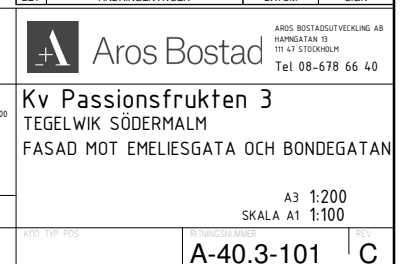 AROS BOSTADSUTVECKLING AB
HAMNGATAN 13
111 47 STOCKHOLM
Tel 08-678 66 40
A Aros Bostad
Kv Passionsfrukten 3
TEGELWIK SÖDERMALM
FASAD MOT EMELIESGATA OCH BONDEGATAN
A3 1:200
SKALA A1 1:100
KOD TYP POS
RITNINGSNUMMER
REV
A-40.3-101
C